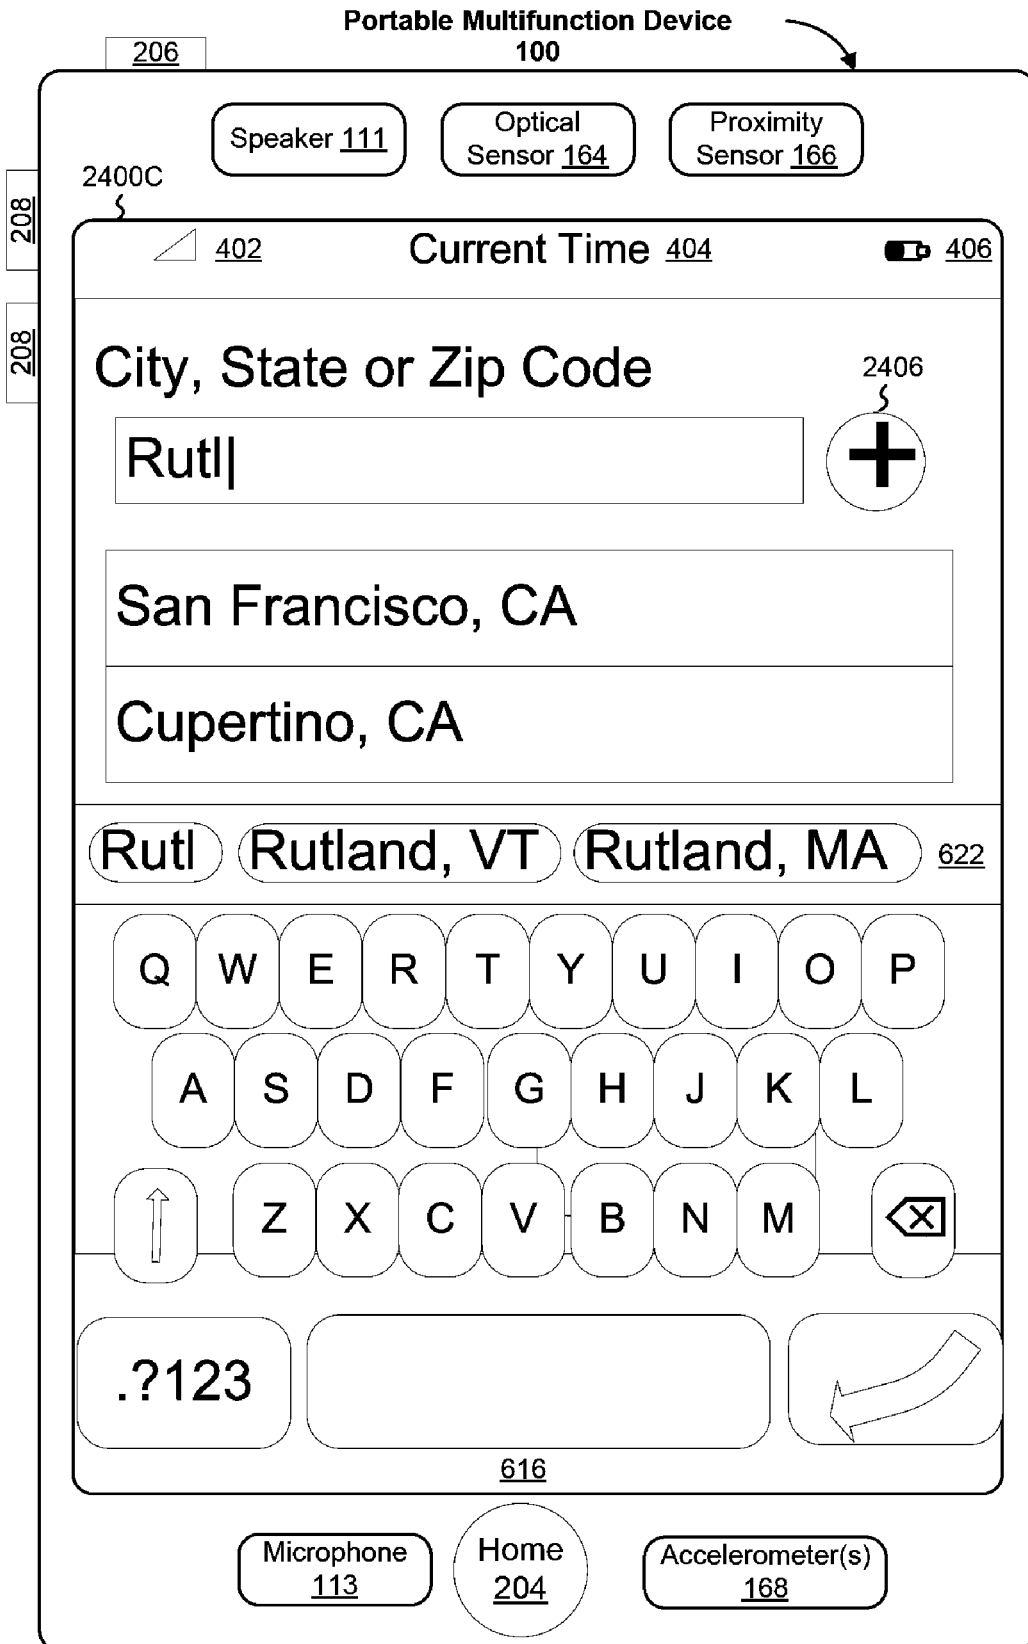 Portable Multifunction Device
100
206
Speaker 111
Optical
Sensor 164
Proximity
Sensor 166
2400C
208
208
402
Current Time 404
406
City, State or Zip Code
2406
Rutl
San Francisco, CA
Cupertino, CA
Rutl Rutland, VT Rutland, MA 622
Q W E R T Y U I O P
A S D F G H J K L
Z X C V B N M
.?123
616
Microphone
113
Home
204
Accelerometer(s)
168